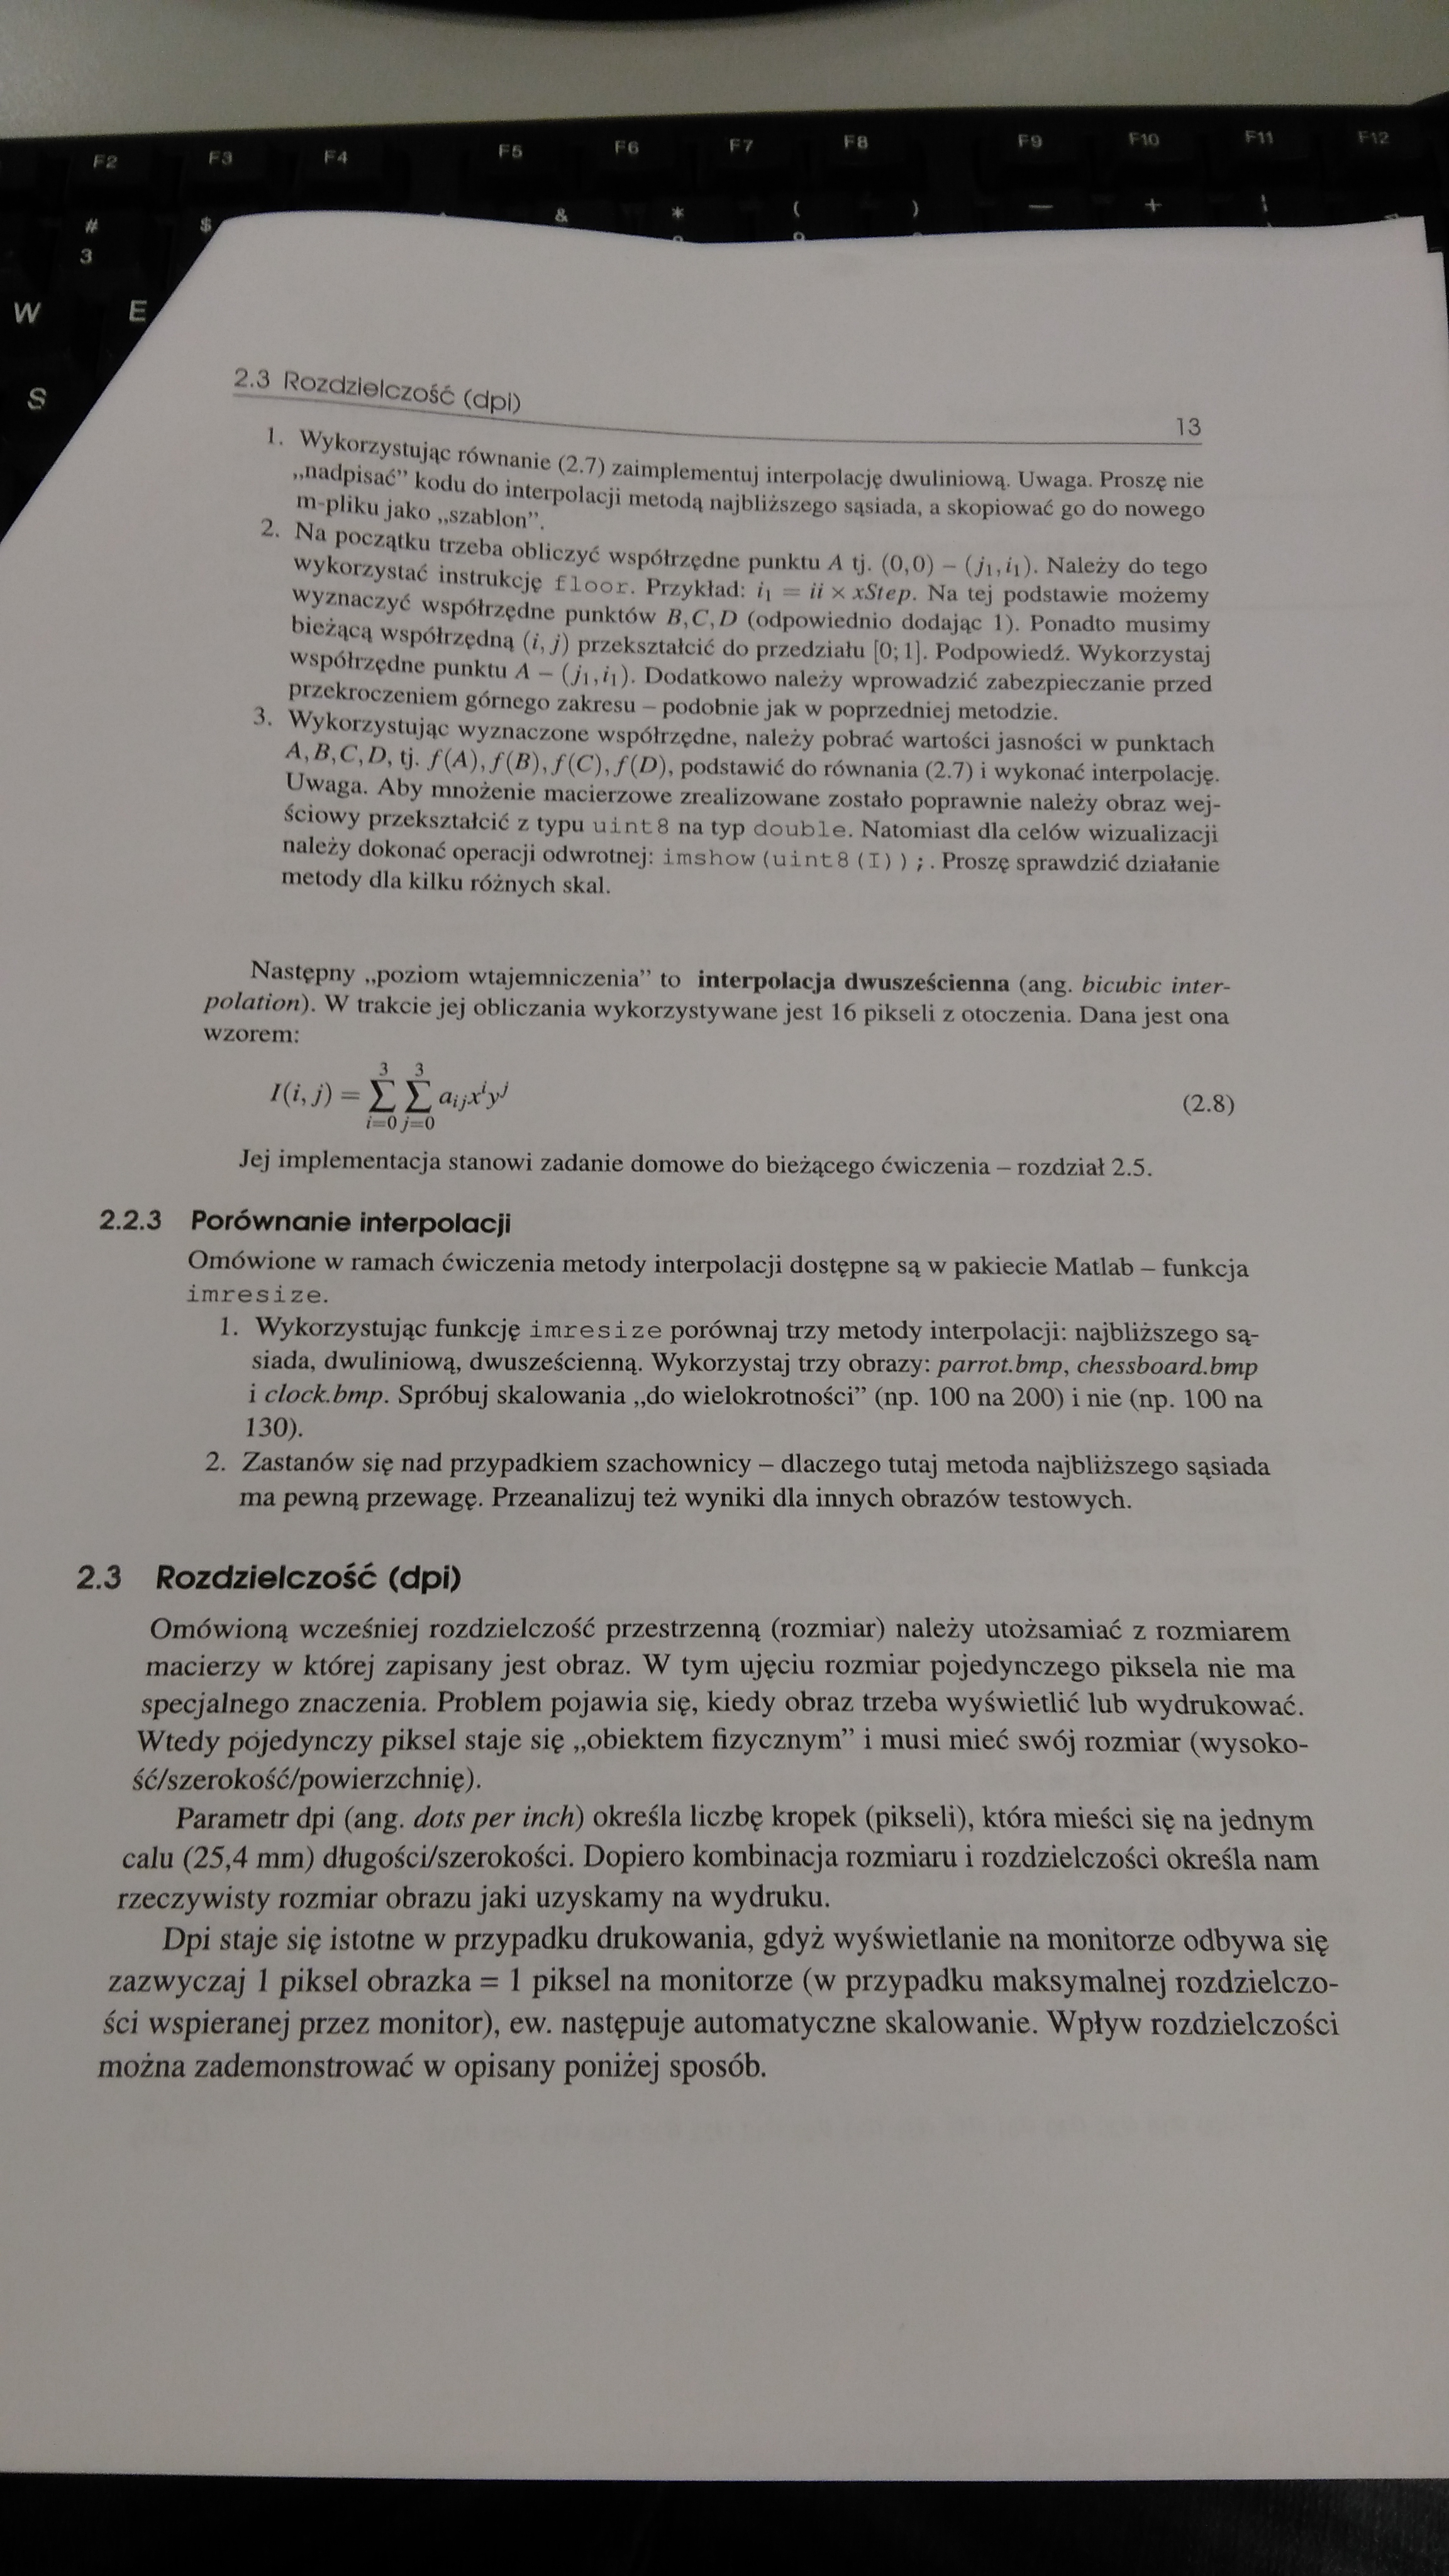 F2 F3 F4 F5 F6 F7 F8 F9 F10 F11 F12
# $ & * ( ) — +
3
W E
S
2.3 Rozdzielczość (dpi)
13
1. Wykorzystując równanie (2.7) zaimplementuj interpolację dwuliniową. Uwaga. Proszę nie
„nadpisać” kodu do interpolacji metodą najbliższego sąsiada, a skopiować go do nowego
m-pliku jako „szablon”.
2. Na początku trzeba obliczyć współrzędne punktu A tj. (0,0) – (j₁,i₁). Należy do tego
wykorzystać instrukcję floor. Przykład: i₁ = ii × xStep. Na tej podstawie możemy
wyznaczyć współrzędne punktów B,C,D (odpowiednio dodając 1). Ponadto musimy
bieżącą współrzędną (i,j) przekształcić do przedziału [0;1]. Podpowiedź. Wykorzystaj
współrzędne punktu A – (j₁,i₁). Dodatkowo należy wprowadzić zabezpieczanie przed
przekroczeniem górnego zakresu – podobnie jak w poprzedniej metodzie.
3. Wykorzystując wyznaczone współrzędne, należy pobrać wartości jasności w punktach
A,B,C,D, tj. f(A),f(B),f(C),f(D), podstawić do równania (2.7) i wykonać interpolację.
Uwaga. Aby mnożenie macierzowe zrealizowane zostało poprawnie należy obraz wej-
ściowy przekształcić z typu uint8 na typ double. Natomiast dla celów wizualizacji
należy dokonać operacji odwrotnej: imshow(uint8(I));. Proszę sprawdzić działanie
metody dla kilku różnych skal.
Następny „poziom wtajemniczenia” to interpolacja dwusześcienna (ang. bicubic inter-
polation). W trakcie jej obliczania wykorzystywane jest 16 pikseli z otoczenia. Dana jest ona
wzorem:
3 3
I(i,j) = ∑ ∑ aᵢⱼxⁱyʲ (2.8)
i=0 j=0
Jej implementacja stanowi zadanie domowe do bieżącego ćwiczenia – rozdział 2.5.
2.2.3 Porównanie interpolacji
Omówione w ramach ćwiczenia metody interpolacji dostępne są w pakiecie Matlab – funkcja
imresize.
1. Wykorzystując funkcję imresize porównaj trzy metody interpolacji: najbliższego są-
siada, dwuliniową, dwusześcienną. Wykorzystaj trzy obrazy: parrot.bmp, chessboard.bmp
i clock.bmp. Spróbuj skalowania „do wielokrotności” (np. 100 na 200) i nie (np. 100 na
130).
2. Zastanów się nad przypadkiem szachownicy – dlaczego tutaj metoda najbliższego sąsiada
ma pewną przewagę. Przeanalizuj też wyniki dla innych obrazów testowych.
2.3 Rozdzielczość (dpi)
Omówioną wcześniej rozdzielczość przestrzenną (rozmiar) należy utożsamiać z rozmiarem
macierzy w której zapisany jest obraz. W tym ujęciu rozmiar pojedynczego piksela nie ma
specjalnego znaczenia. Problem pojawia się, kiedy obraz trzeba wyświetlić lub wydrukować.
Wtedy pojedynczy piksel staje się „obiektem fizycznym” i musi mieć swój rozmiar (wysoko-
ść/szerokość/powierzchnię).
Parametr dpi (ang. dots per inch) określa liczbę kropek (pikseli), która mieści się na jednym
calu (25,4 mm) długości/szerokości. Dopiero kombinacja rozmiaru i rozdzielczości określa nam
rzeczywisty rozmiar obrazu jaki uzyskamy na wydruku.
Dpi staje się istotne w przypadku drukowania, gdyż wyświetlanie na monitorze odbywa się
zazwyczaj 1 piksel obrazka = 1 piksel na monitorze (w przypadku maksymalnej rozdzielczo-
ści wspieranej przez monitor), ew. następuje automatyczne skalowanie. Wpływ rozdzielczości
można zademonstrować w opisany poniżej sposób.